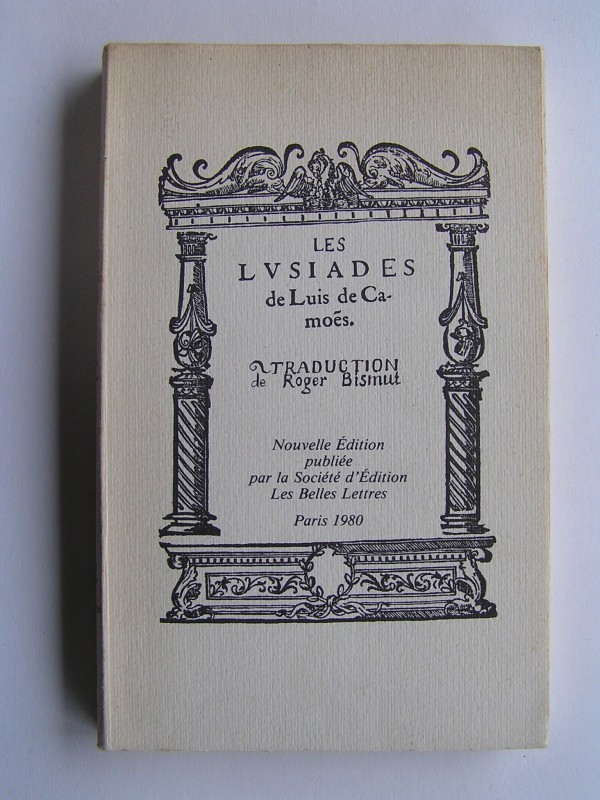 LES
LVSIADES
de Luis de Ca-
moẽs.
TRADUCTION
de Roger Bismut
Nouvelle Édition
publiée
par la Société d'Édition
Les Belles Lettres
Paris 1980